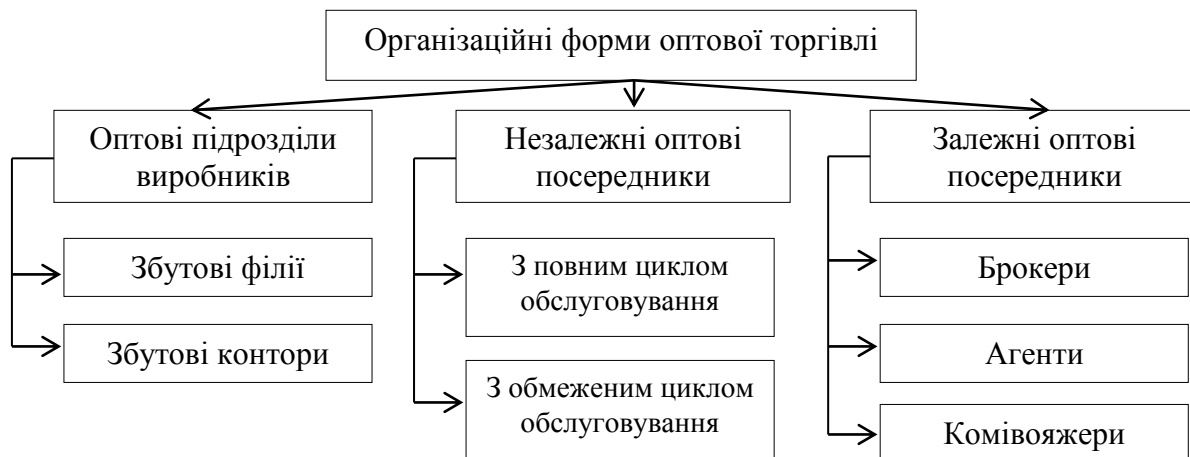 Організаційні форми оптової торгівлі
Оптові підрозділи
виробників
Незалежні оптові
посередники
Залежні оптові
посередники
Збутові філії
Збутові контори
З повним циклом
обслуговування
З обмеженим циклом
обслуговування
Брокери
Агенти
Комівояжери